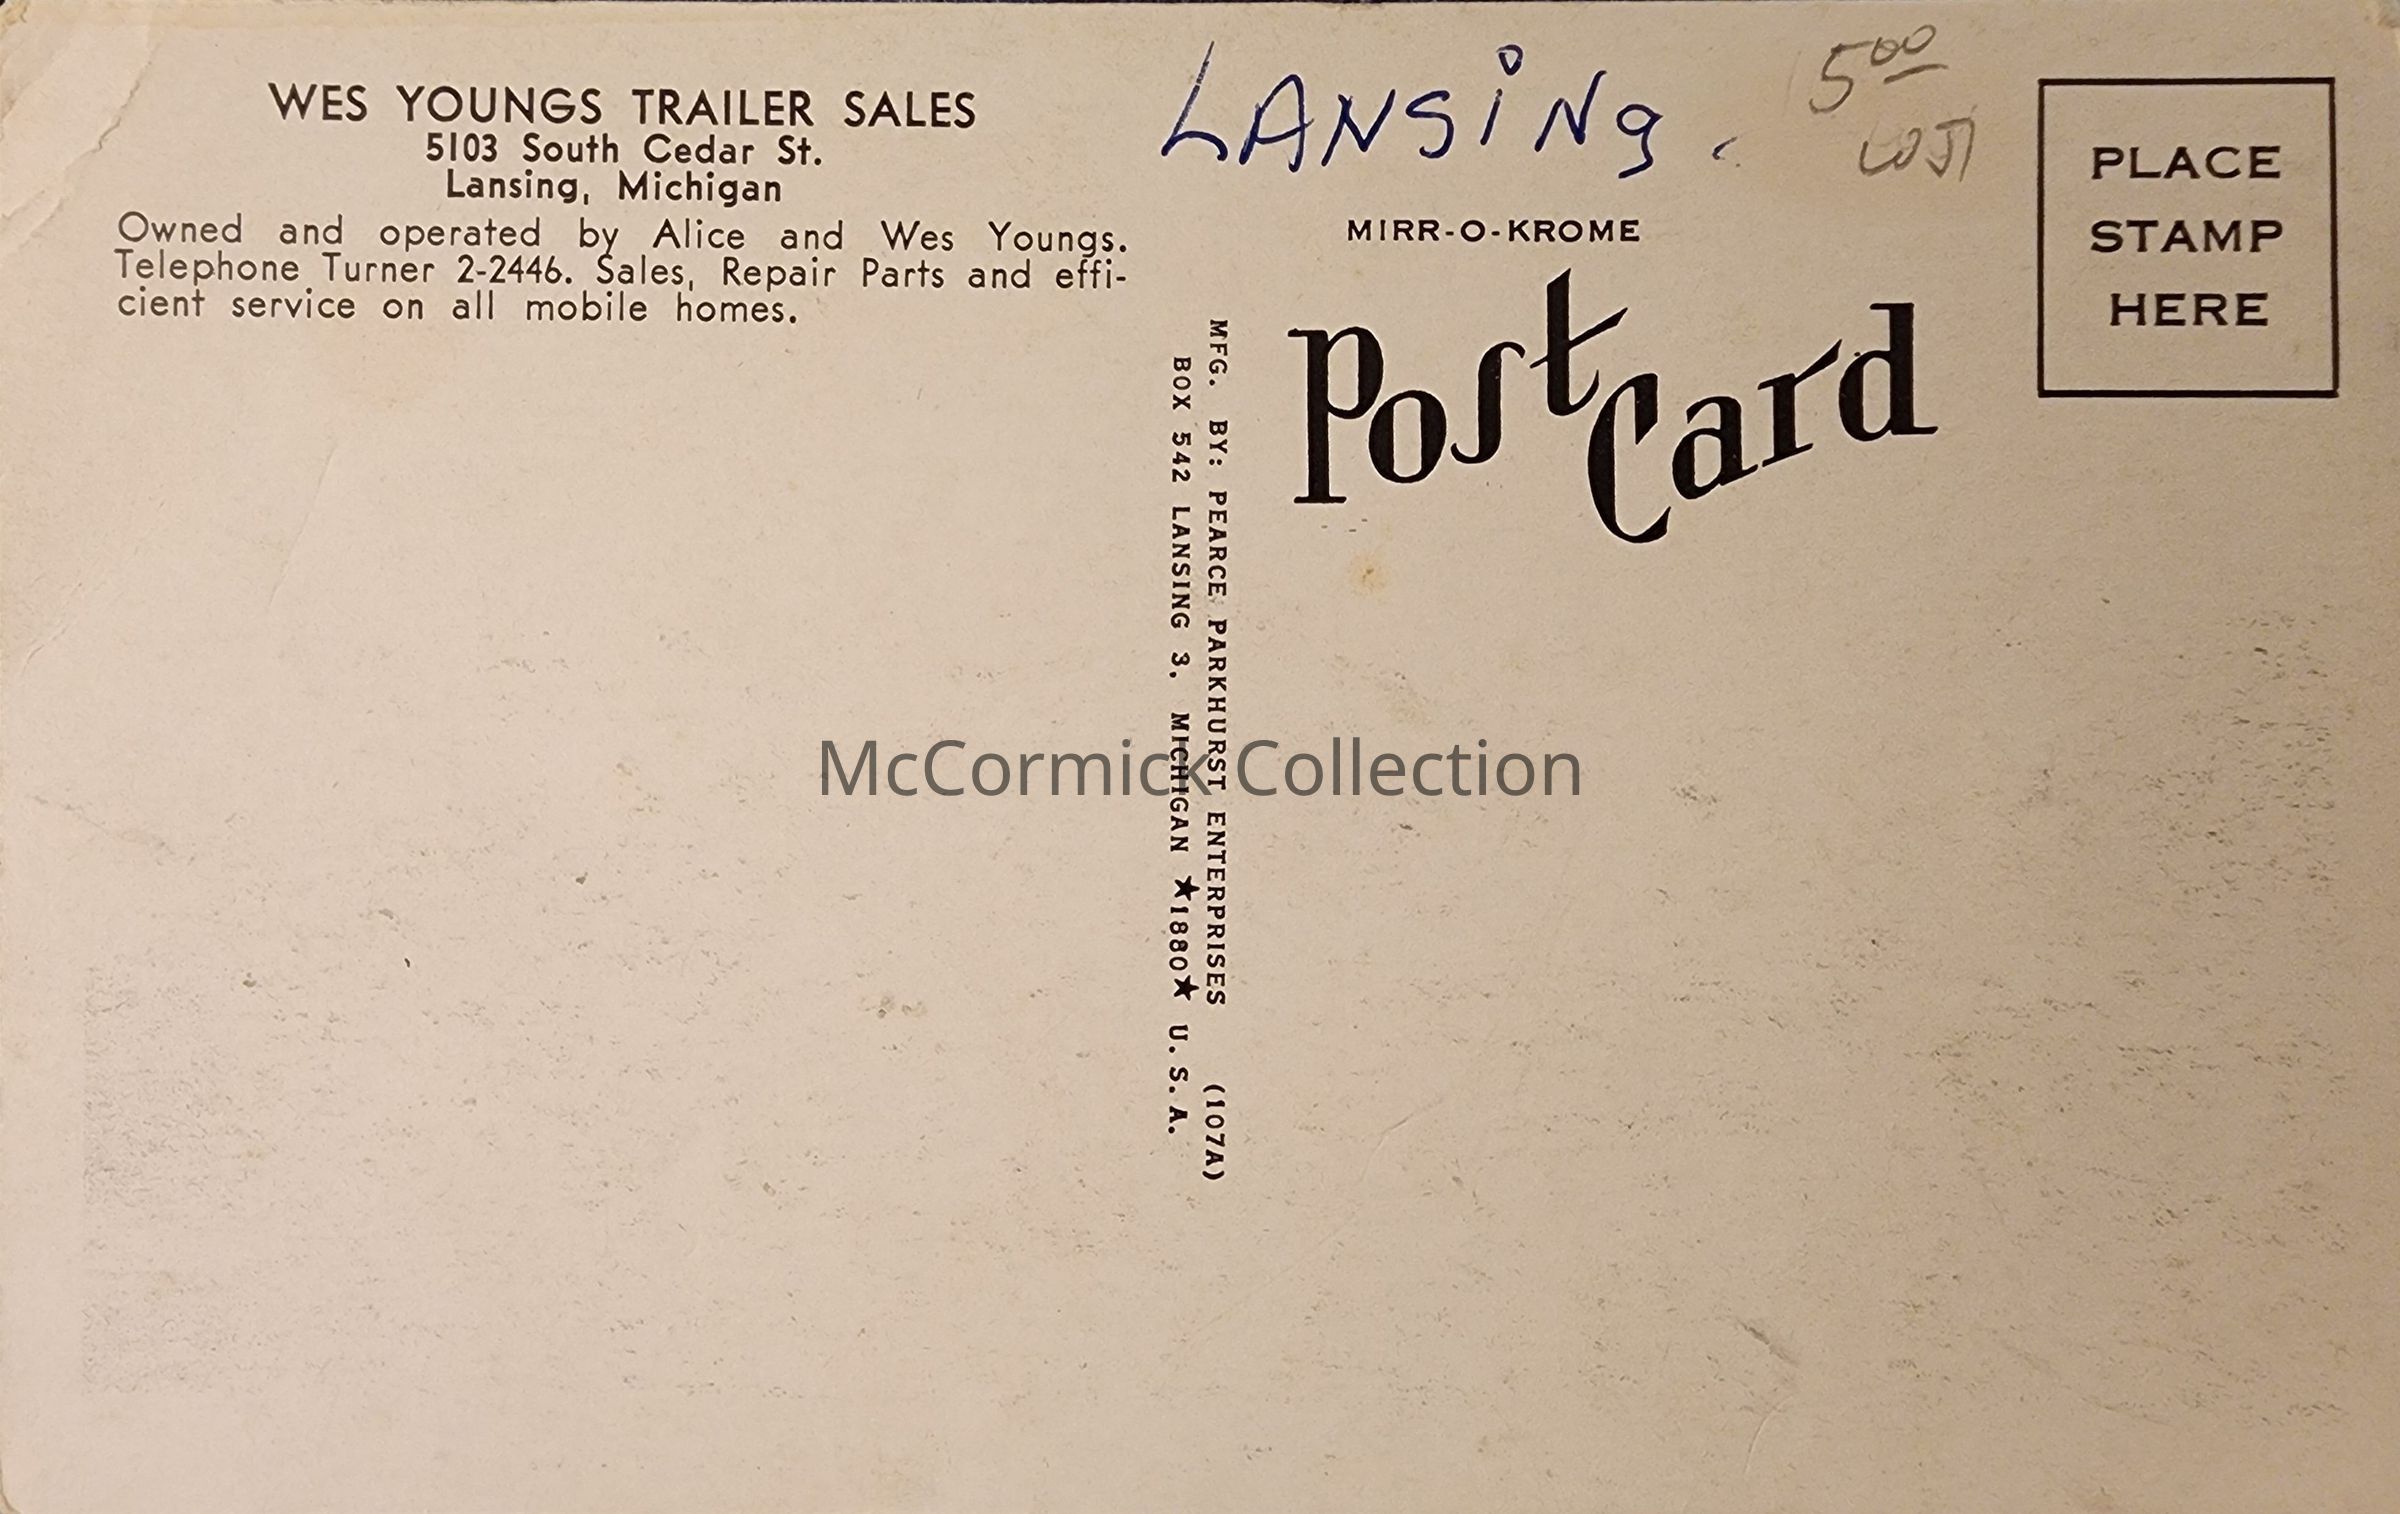 WES YOUNGS TRAILER SALES
5103 South Cedar St.
Lansing, Michigan
Owned and operated by Alice and Wes Youngs.
Telephone Turner 2-2446. Sales, Repair Parts and effi-
cient service on all mobile homes.
LANSiNg.
5 00
MIRR-O-KROME
PostCard
PLACE
STAMP
HERE
MFG. BY: PEARCE PARKHURST ENTERPRISES (107A)
BOX 542 LANSING 3, MICHIGAN ★1880★ U.S.A.
McCormick Collection